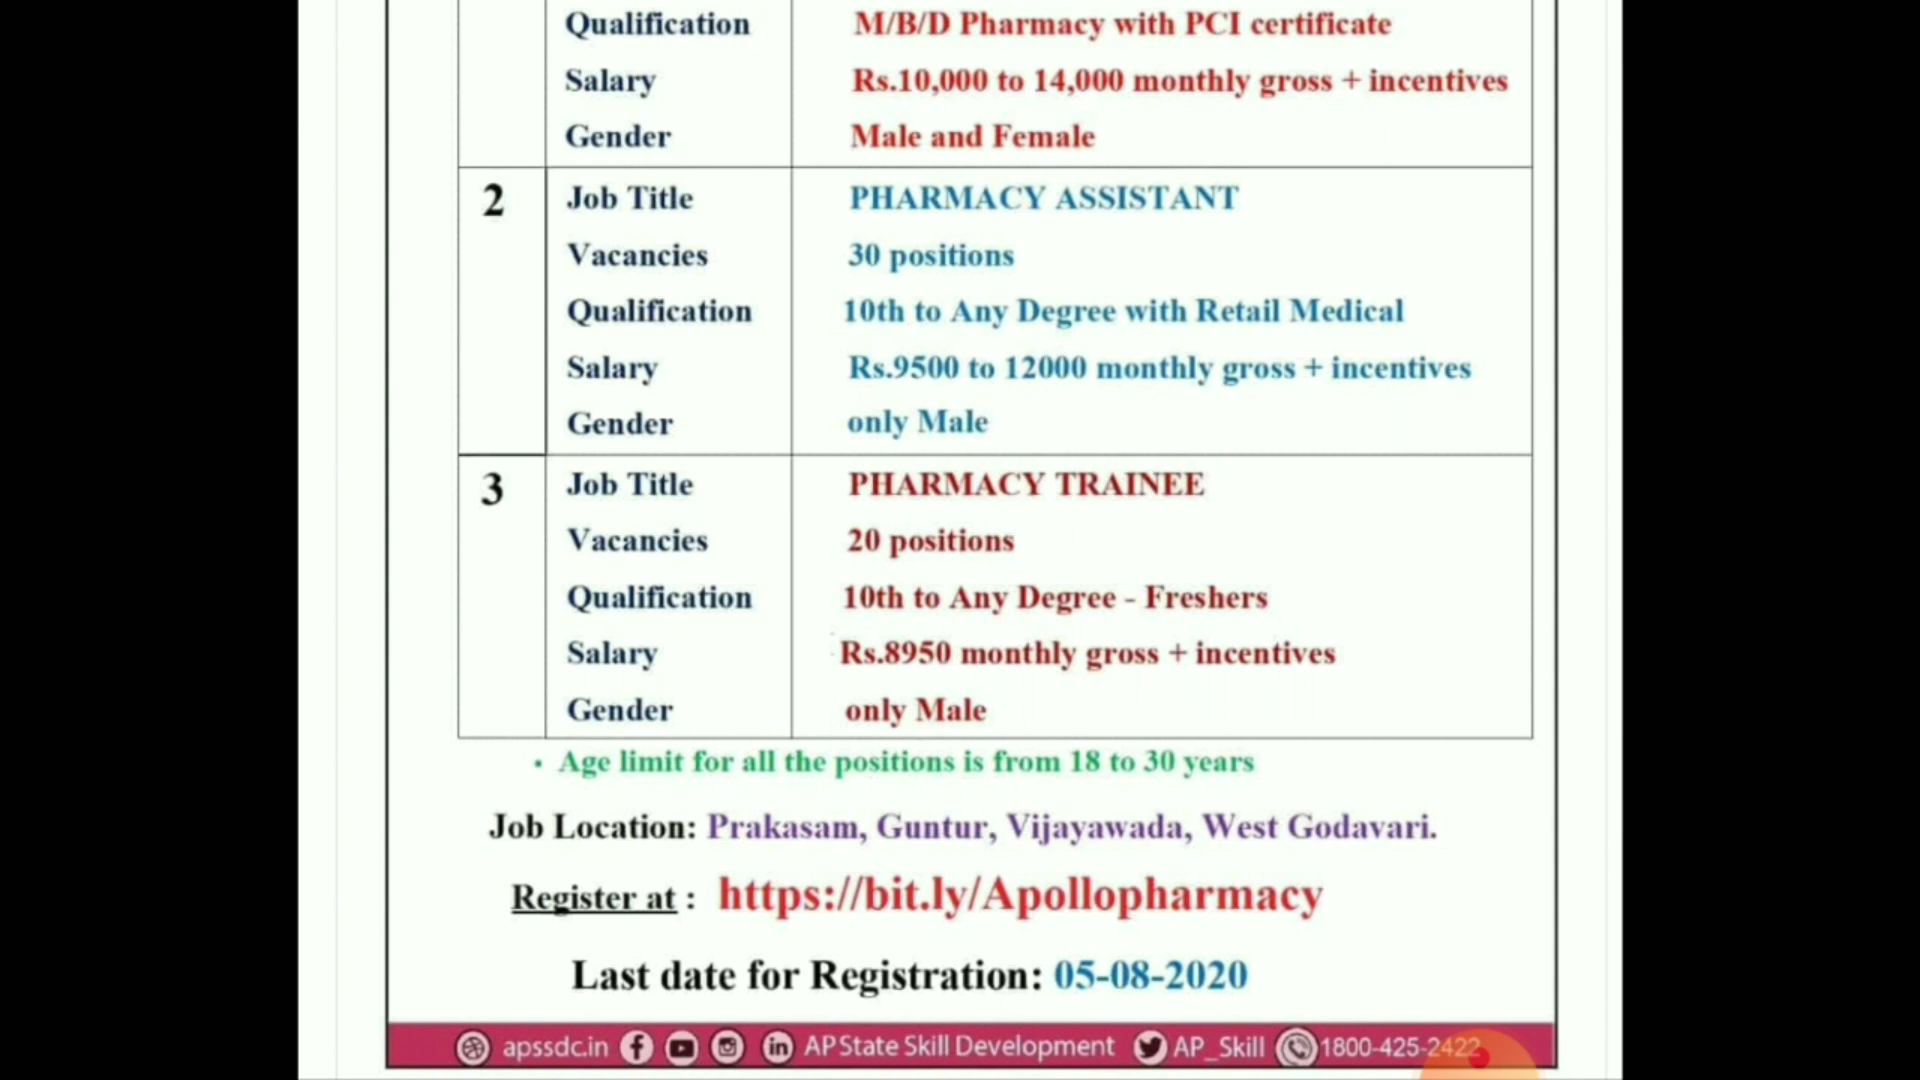 Qualification M/B/D Pharmacy with PCI certificate
Salary Rs.10,000 to 14,000 monthly gross + incentives
Gender Male and Female
2 Job Title PHARMACY ASSISTANT
Vacancies 30 positions
Qualification 10th to Any Degree with Retail Medical
Salary Rs.9500 to 12000 monthly gross + incentives
Gender only Male
3 Job Title PHARMACY TRAINEE
Vacancies 20 positions
Qualification 10th to Any Degree - Freshers
Salary Rs.8950 monthly gross + incentives
Gender only Male
• Age limit for all the positions is from 18 to 30 years
Job Location: Prakasam, Guntur, Vijayawada, West Godavari.
Register at : https://bit.ly/Apollopharmacy
Last date for Registration: 05-08-2020
apssdc.in AP State Skill Development AP_Skill 1800-425-2422